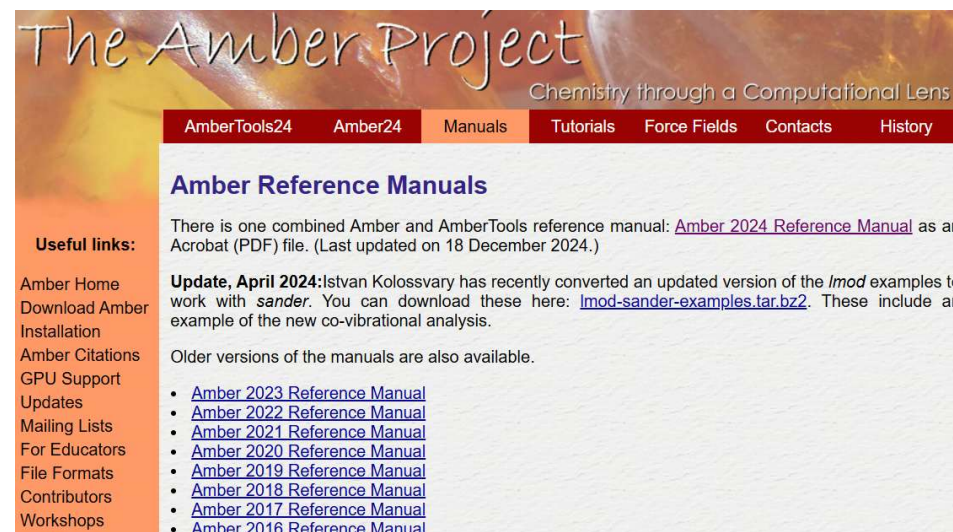 The Amber Project
Chemistry through a Computational Lens
AmberTools24 Amber24 Manuals Tutorials Force Fields Contacts History
Amber Reference Manuals
There is one combined Amber and AmberTools reference manual: Amber 2024 Reference Manual as
Acrobat (PDF) file. (Last updated on 18 December 2024.)
Update, April 2024:Istvan Kolossvary has recently converted an updated version of the lmod examples
work with sander. You can download these here: lmod-sander-examples.tar.bz2. These include
example of the new co-vibrational analysis.
Older versions of the manuals are also available.
• Amber 2023 Reference Manual
• Amber 2022 Reference Manual
• Amber 2021 Reference Manual
• Amber 2020 Reference Manual
• Amber 2019 Reference Manual
• Amber 2018 Reference Manual
• Amber 2017 Reference Manual
• Amber 2016 Reference Manual
Useful links:
Amber Home
Download Amber
Installation
Amber Citations
GPU Support
Updates
Mailing Lists
For Educators
File Formats
Contributors
Workshops